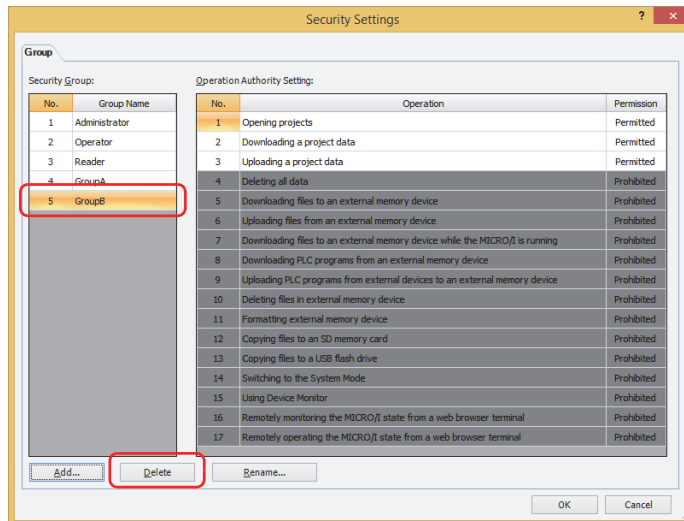 Security Settings
?
×
Group
Security Group:
Operation Authority Setting:
No. Group Name
1 Administrator
2 Operator
3 Reader
4 GroupA
5 GroupB
No. Operation Permission
1 Opening projects Permitted
2 Downloading a project data Permitted
3 Uploading a project data Permitted
4 Deleting all data Prohibited
5 Downloading files to an external memory device Prohibited
6 Uploading files from an external memory device Prohibited
7 Downloading files to an external memory device while the MICRO/I is running Prohibited
8 Downloading PLC programs from an external memory device Prohibited
9 Uploading PLC programs from external devices to an external memory device Prohibited
10 Deleting files in external memory device Prohibited
11 Formatting external memory device Prohibited
12 Copying files to an SD memory card Prohibited
13 Copying files to a USB flash drive Prohibited
14 Switching to the System Mode Prohibited
15 Using Device Monitor Prohibited
16 Remotely monitoring the MICRO/I state from a web browser terminal Prohibited
17 Remotely operating the MICRO/I state from a web browser terminal Prohibited
Add... Delete Rename...
OK Cancel